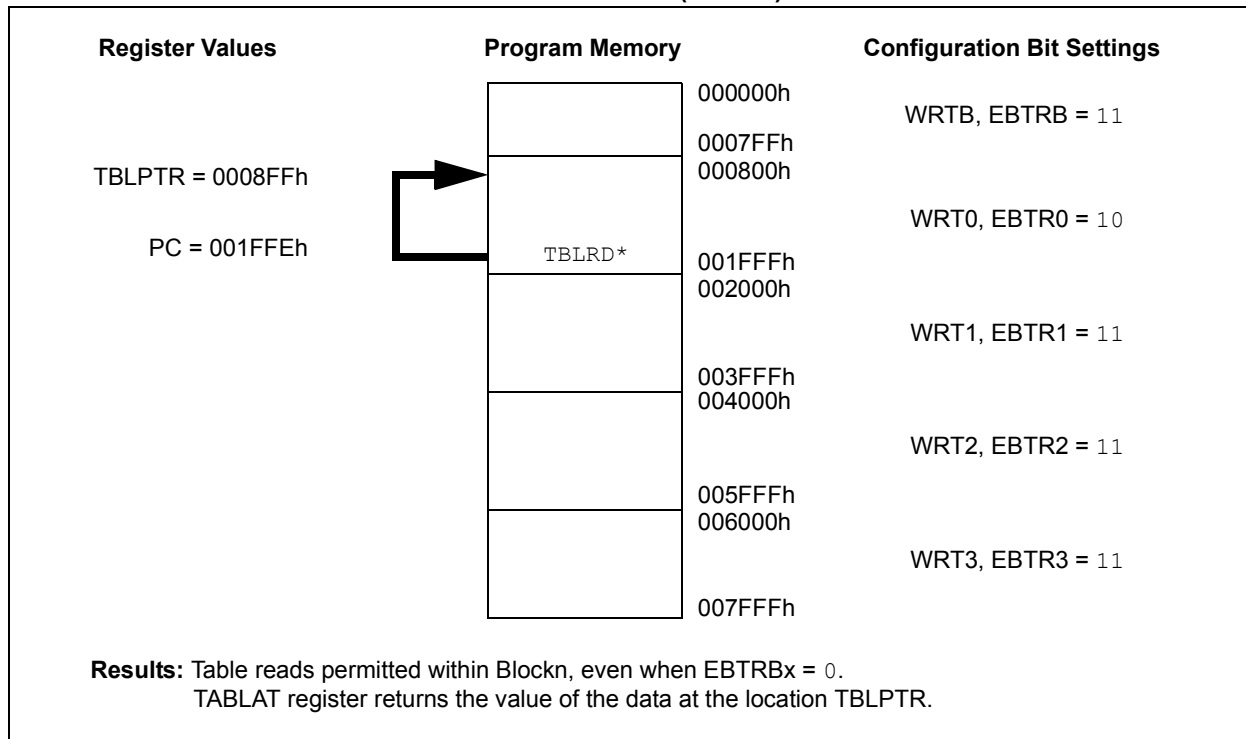 Register Values Program Memory Configuration Bit Settings
000000h
WRTB, EBTRB = 11
0007FFh
000800h
TBLPTR = 0008FFh
WRT0, EBTR0 = 10
PC = 001FFEh
TBLRD*
001FFFh
002000h
WRT1, EBTR1 = 11
003FFFh
004000h
WRT2, EBTR2 = 11
005FFFh
006000h
WRT3, EBTR3 = 11
007FFFh
Results: Table reads permitted within Blockn, even when EBTRBx = 0.
TABLAT register returns the value of the data at the location TBLPTR.